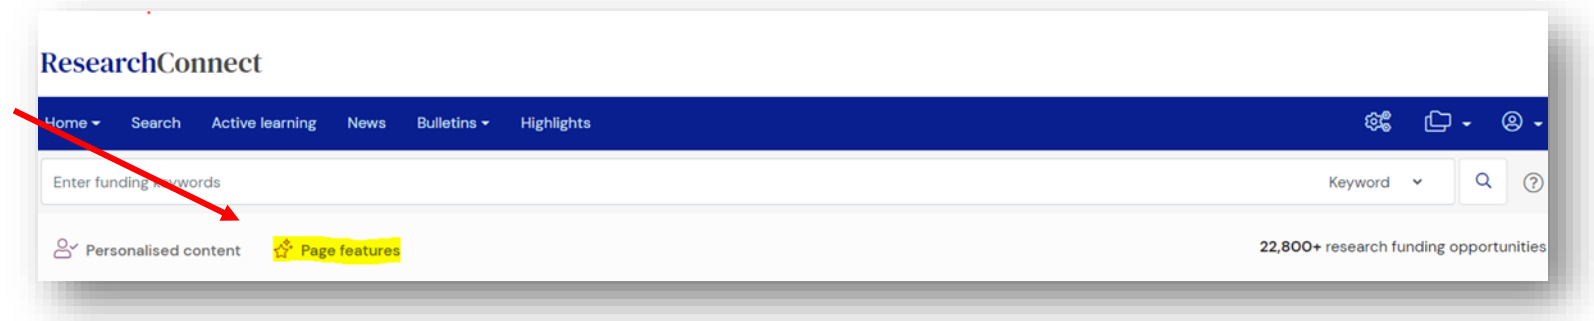 ResearchConnect
Home Search Active learning News Bulletins Highlights
Enter funding keywords Keyword
Personalised content Page features 22,800+ research funding opportunities